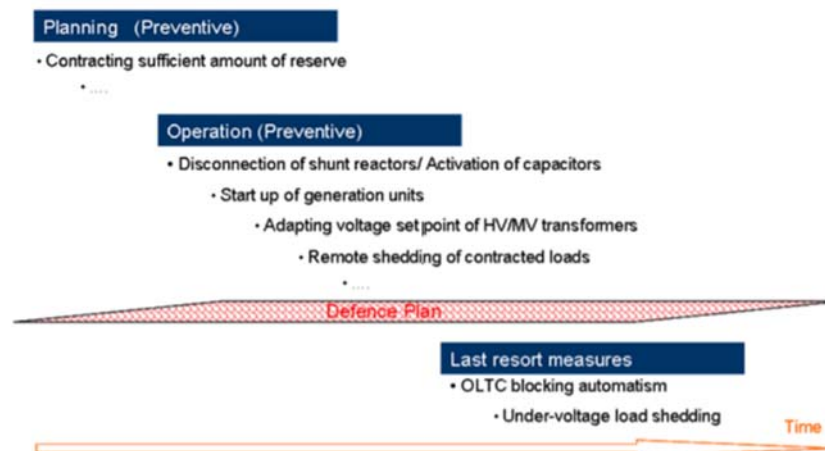 Planning (Preventive)
• Contracting sufficient amount of reserve
• ....
Operation (Preventive)
• Disconnection of shunt reactors/ Activation of capacitors
• Start up of generation units
• Adapting voltage setpoint of HV/MV transformers
• Remote shedding of contracted loads
• ....
Defence Plan
Last resort measures
• OLTC blocking automatism
• Under-voltage load shedding
Time